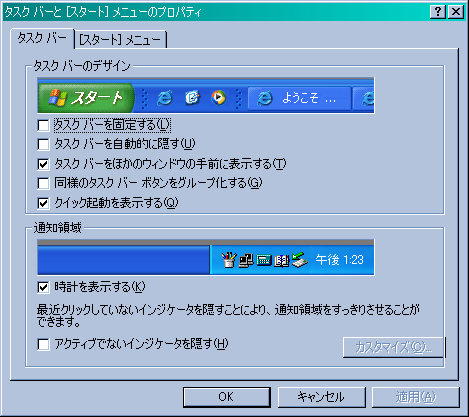 タスク バーと [スタート] メニューのプロパティ
タスク バー
[スタート] メニュー
タスク バーのデザイン
スタート
ようこそ ...
タスク バーを固定する(L)
タスク バーを自動的に隠す(U)
タスク バーをほかのウィンドウの手前に表示する(T)
同様のタスク バー ボタンをグループ化する(G)
クイック起動を表示する(Q)
通知領域
午後 1:23
時計を表示する(K)
最近クリックしていないインジケータを隠すことにより、通知領域をすっきりさせることが
できます。
アクティブでないインジケータを隠す(H)
カスタマイズ(C)...
OK
キャンセル
適用(A)